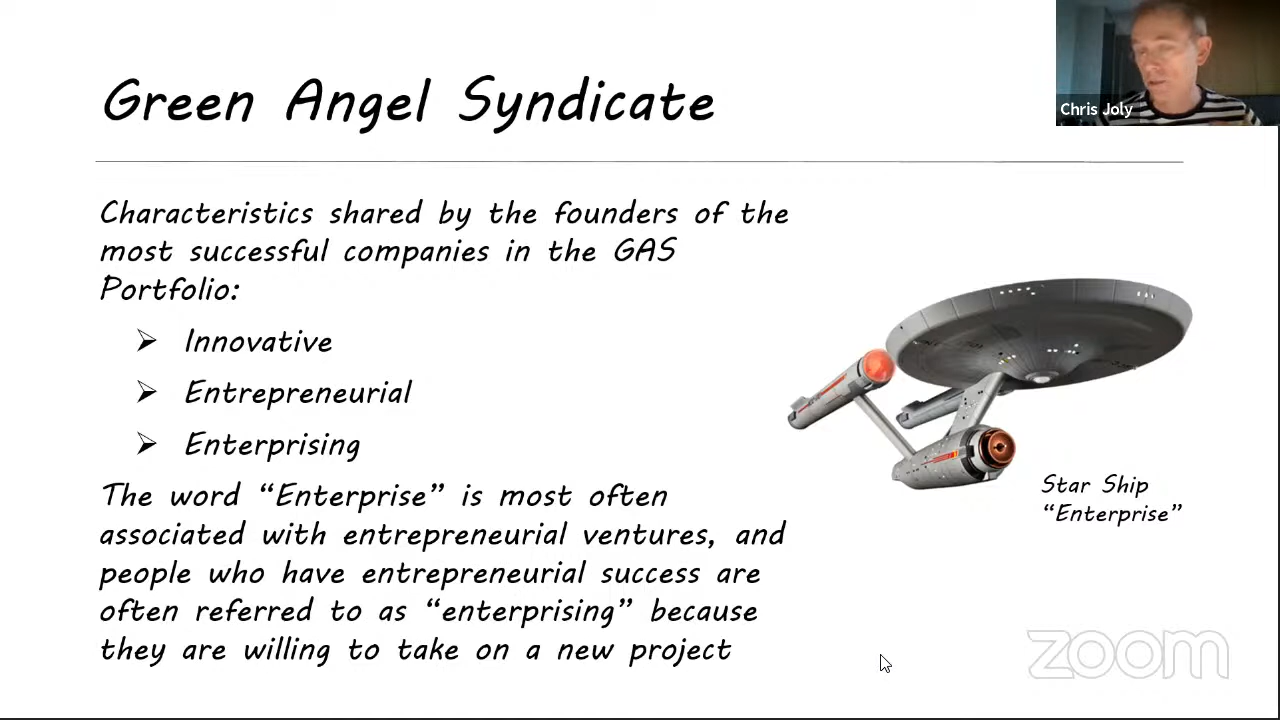 Green Angel Syndicate
Chris Joly
Characteristics shared by the founders of the
most successful companies in the GAS
Portfolio:
Innovative
Entrepreneurial
Enterprising
The word “Enterprise” is most often
associated with entrepreneurial ventures, and
people who have entrepreneurial success are
often referred to as “enterprising” because
they are willing to take on a new project
Star Ship
“Enterprise”
zoom